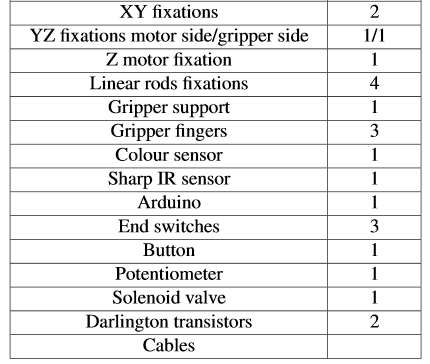 XY fixations 2
YZ fixations motor side/gripper side 1/1
Z motor fixation 1
Linear rods fixations 4
Gripper support 1
Gripper fingers 3
Colour sensor 1
Sharp IR sensor 1
Arduino 1
End switches 3
Button 1
Potentiometer 1
Solenoid valve 1
Darlington transistors 2
Cables